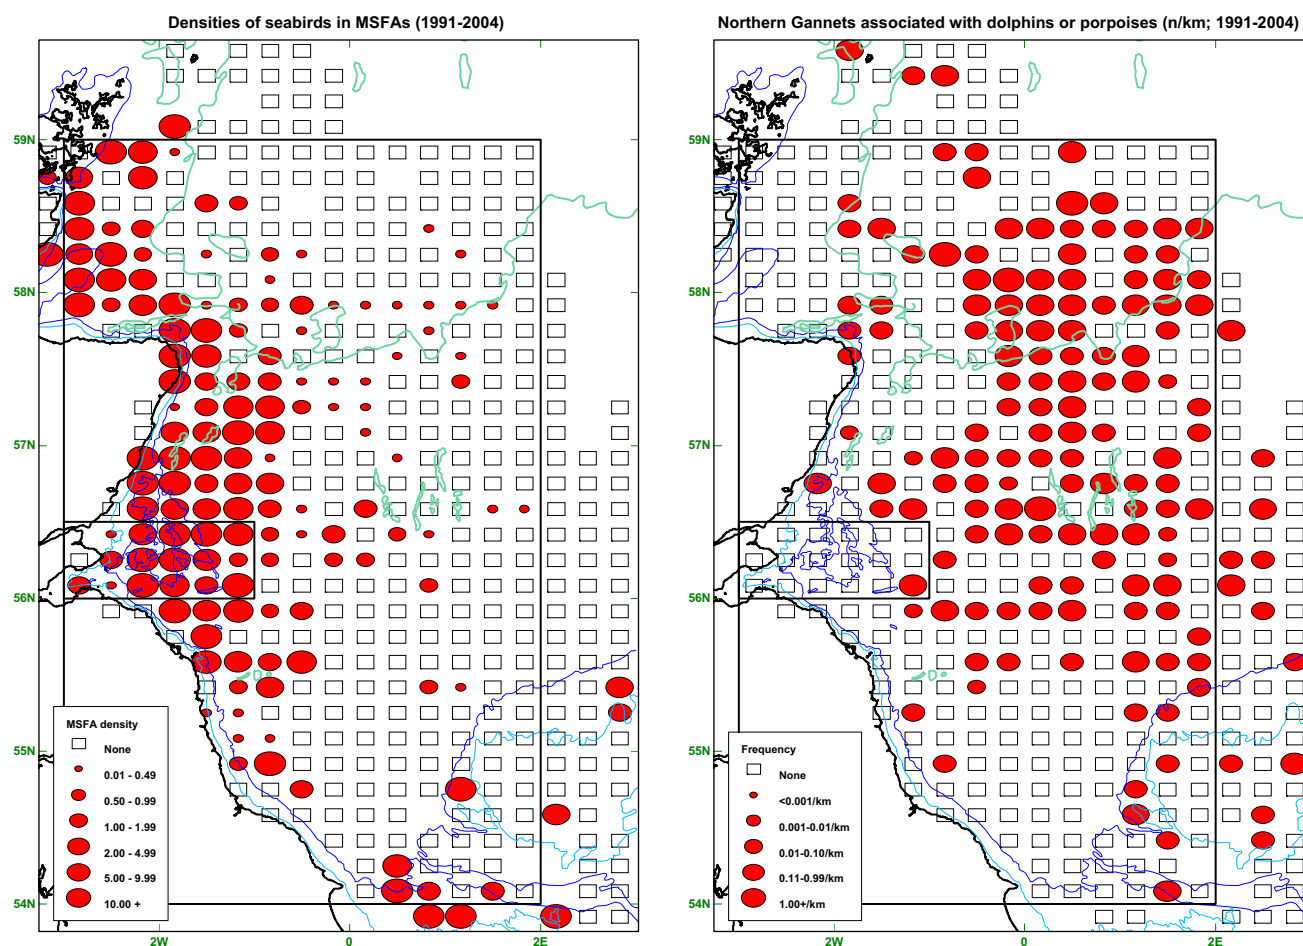 Densities of seabirds in MSFAs (1991-2004)
59N
58N
57N
56N
55N
54N
2W
0
2E
MSFA density
None
0.01 - 0.49
0.50 - 0.99
1.00 - 1.99
2.00 - 4.99
5.00 - 9.99
10.00 +
Northern Gannets associated with dolphins or porpoises (n/km; 1991-2004)
59N
58N
57N
56N
55N
54N
2W
0
2E
Frequency
None
<0.001/km
0.001-0.01/km
0.01-0.10/km
0.11-0.99/km
1.00+/km